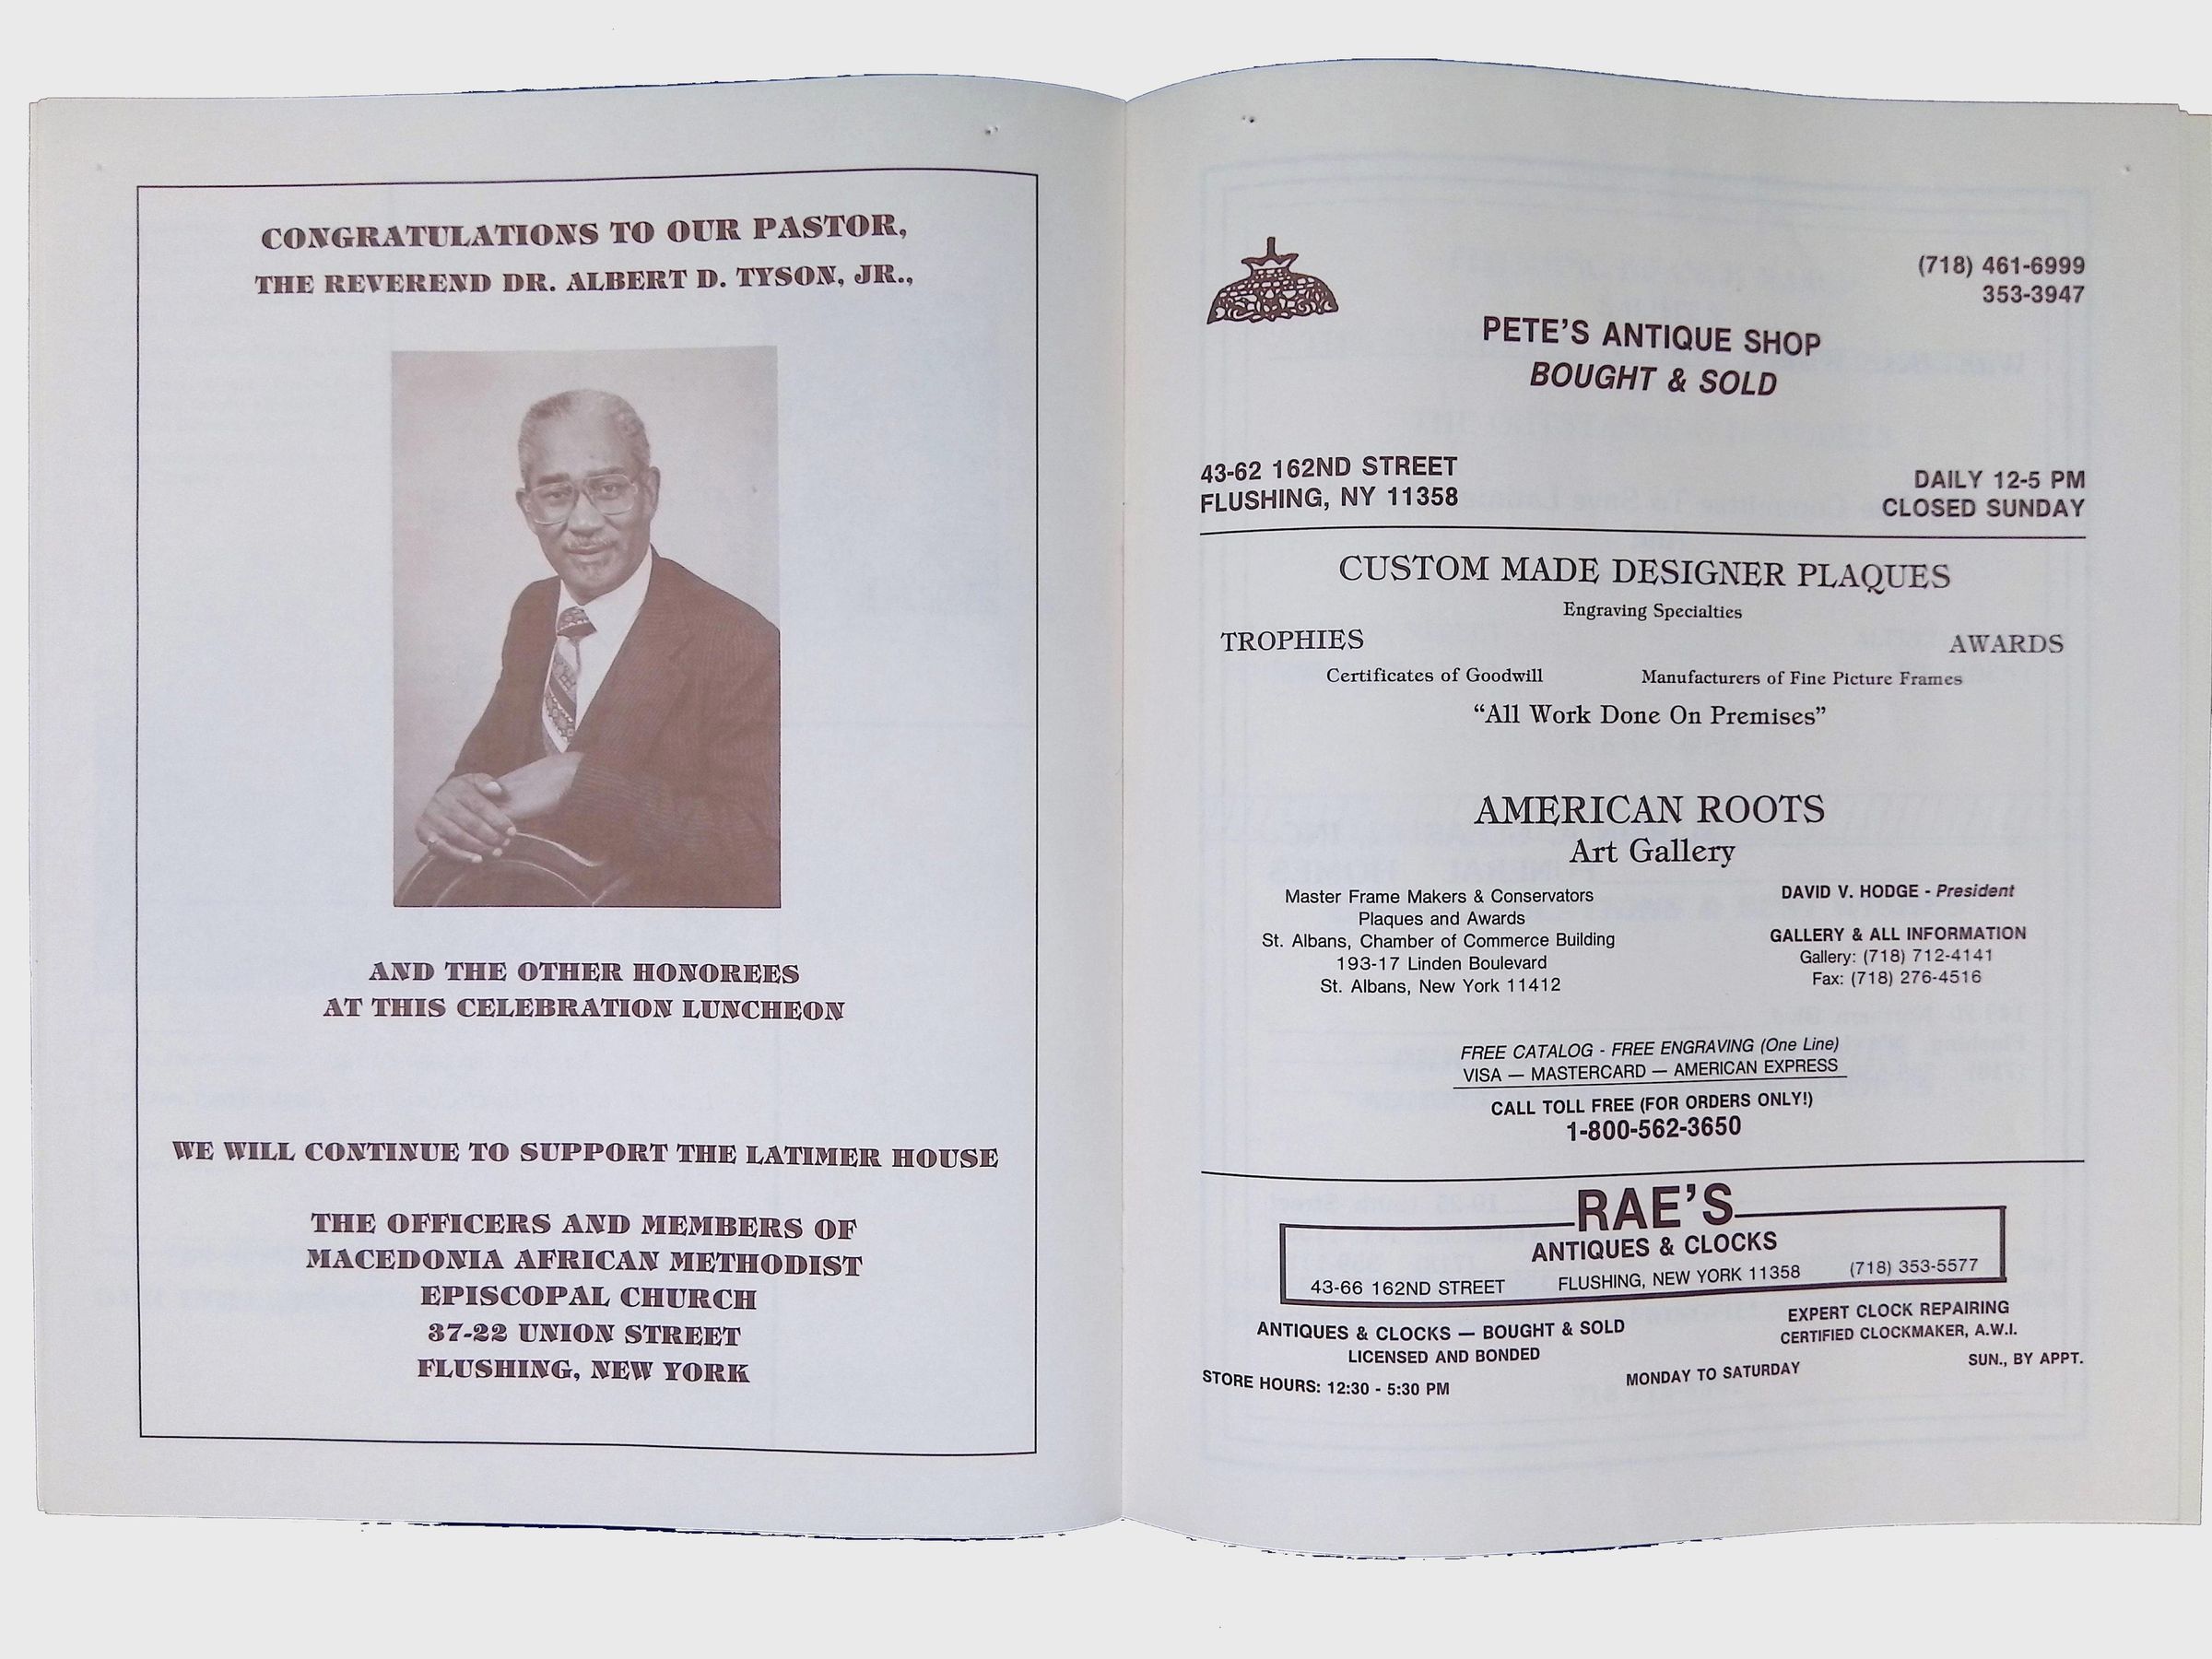 CONGRATULATIONS TO OUR PASTOR,
THE REVEREND DR. ALBERT D. TYSON, JR.,
AND THE OTHER HONOREES
AT THIS CELEBRATION LUNCHEON
WE WILL CONTINUE TO SUPPORT THE LATIMER HOUSE
THE OFFICERS AND MEMBERS OF
MACEDONIA AFRICAN METHODIST
EPISCOPAL CHURCH
37-22 UNION STREET
FLUSHING, NEW YORK
(718) 461-6999
353-3947
PETE'S ANTIQUE SHOP
BOUGHT & SOLD
43-62 162ND STREET
FLUSHING, NY 11358
DAILY 12-5 PM
CLOSED SUNDAY
CUSTOM MADE DESIGNER PLAQUES
Engraving Specialties
TROPHIES AWARDS
Certificates of Goodwill Manufacturers of Fine Picture Frames
“All Work Done On Premises”
AMERICAN ROOTS
Art Gallery
Master Frame Makers & Conservators
Plaques and Awards
St. Albans, Chamber of Commerce Building
193-17 Linden Boulevard
St. Albans, New York 11412
DAVID V. HODGE - President
GALLERY & ALL INFORMATION
Gallery: (718) 712-4141
Fax: (718) 276-4516
FREE CATALOG - FREE ENGRAVING (One Line)
VISA — MASTERCARD — AMERICAN EXPRESS
CALL TOLL FREE (FOR ORDERS ONLY!)
1-800-562-3650
RAE'S
ANTIQUES & CLOCKS
43-66 162ND STREET FLUSHING, NEW YORK 11358 (718) 353-5577
ANTIQUES & CLOCKS — BOUGHT & SOLD
LICENSED AND BONDED
EXPERT CLOCK REPAIRING
CERTIFIED CLOCKMAKER, A.W.I.
STORE HOURS: 12:30 - 5:30 PM MONDAY TO SATURDAY SUN., BY APPT.